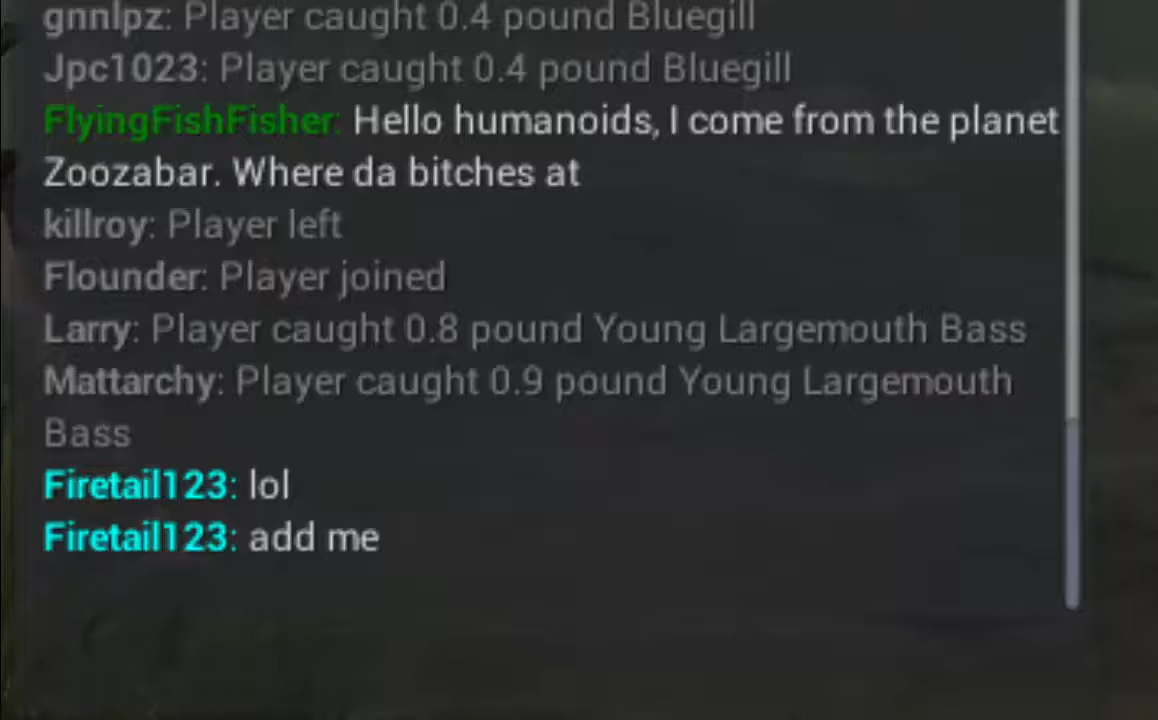 gnnlpz: Player caught 0.4 pound Bluegill
Jpc1023: Player caught 0.4 pound Bluegill
FlyingFishFisher: Hello humanoids, I come from the planet
Zoozabar. Where da bitches at
killroy: Player left
Flounder: Player joined
Larry: Player caught 0.8 pound Young Largemouth Bass
Mattarchy: Player caught 0.9 pound Young Largemouth
Bass
Firetail123: lol
Firetail123: add me